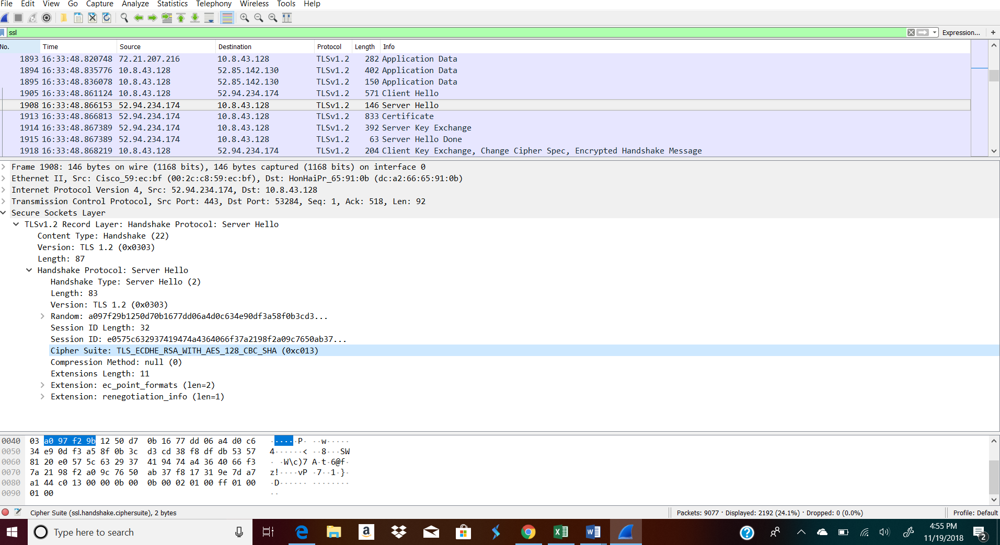 File Edit View Go Capture Analyze Statistics Telephony Wireless Tools Help
ssl Expression... +
No. Time Source Destination Protocol Length Info
1893 16:33:48.820748 72.21.207.216 10.8.43.128 TLSv1.2 282 Application Data
1894 16:33:48.835776 10.8.43.128 52.85.142.130 TLSv1.2 402 Application Data
1895 16:33:48.836078 10.8.43.128 52.85.142.130 TLSv1.2 150 Application Data
1905 16:33:48.861124 10.8.43.128 52.94.234.174 TLSv1.2 571 Client Hello
1908 16:33:48.866153 52.94.234.174 10.8.43.128 TLSv1.2 146 Server Hello
1913 16:33:48.866813 52.94.234.174 10.8.43.128 TLSv1.2 833 Certificate
1914 16:33:48.867389 52.94.234.174 10.8.43.128 TLSv1.2 392 Server Key Exchange
1915 16:33:48.867389 52.94.234.174 10.8.43.128 TLSv1.2 63 Server Hello Done
1918 16:33:48.868219 10.8.43.128 52.94.234.174 TLSv1.2 204 Client Key Exchange, Change Cipher Spec, Encrypted Handshake Message
Frame 1908: 146 bytes on wire (1168 bits), 146 bytes captured (1168 bits) on interface 0
Ethernet II, Src: Cisco_59:ec:bf (00:2c:c8:59:ec:bf), Dst: HonHaiPr_65:91:0b (dc:a2:66:65:91:0b)
Internet Protocol Version 4, Src: 52.94.234.174, Dst: 10.8.43.128
Transmission Control Protocol, Src Port: 443, Dst Port: 53284, Seq: 1, Ack: 518, Len: 92
Secure Sockets Layer
TLSv1.2 Record Layer: Handshake Protocol: Server Hello
Content Type: Handshake (22)
Version: TLS 1.2 (0x0303)
Length: 87
Handshake Protocol: Server Hello
Handshake Type: Server Hello (2)
Length: 83
Version: TLS 1.2 (0x0303)
Random: a097f29b1250d70b1677dd06a4d0c634e90df3a58f0b3cd3...
Session ID Length: 32
Session ID: e0575c632937419474a4364066f37a2198f2a09c7650ab37...
Cipher Suite: TLS_ECDHE_RSA_WITH_AES_128_CBC_SHA (0xc013)
Compression Method: null (0)
Extensions Length: 11
Extension: ec_point_formats (len=2)
Extension: renegotiation_info (len=1)
0040 03 a0 97 f2 9b 12 50 d7 0b 16 77 dd 06 a4 d0 c6 ·····P· ··w·····
0050 34 e9 0d f3 a5 8f 0b 3c d3 cd 38 f8 df db 53 57 4······< ··8···SW
0060 81 20 e0 57 5c 63 29 37 41 94 74 a4 36 40 66 f3 · ·W\c)7 A·t·6@f·
0070 7a 21 98 f2 a0 9c 76 50 ab 37 f8 17 31 9e 7d a7 z!····vP ·7··1·}·
0080 a1 44 c0 13 00 00 0b 00 0b 00 02 01 00 ff 01 00 ·D······ ········
0090 01 00 ··
Cipher Suite (ssl.handshake.ciphersuite), 2 bytes Packets: 9077 · Displayed: 2192 (24.1%) · Dropped: 0 (0.0%) Profile: Default
Type here to search 4:55 PM
11/19/2018 2